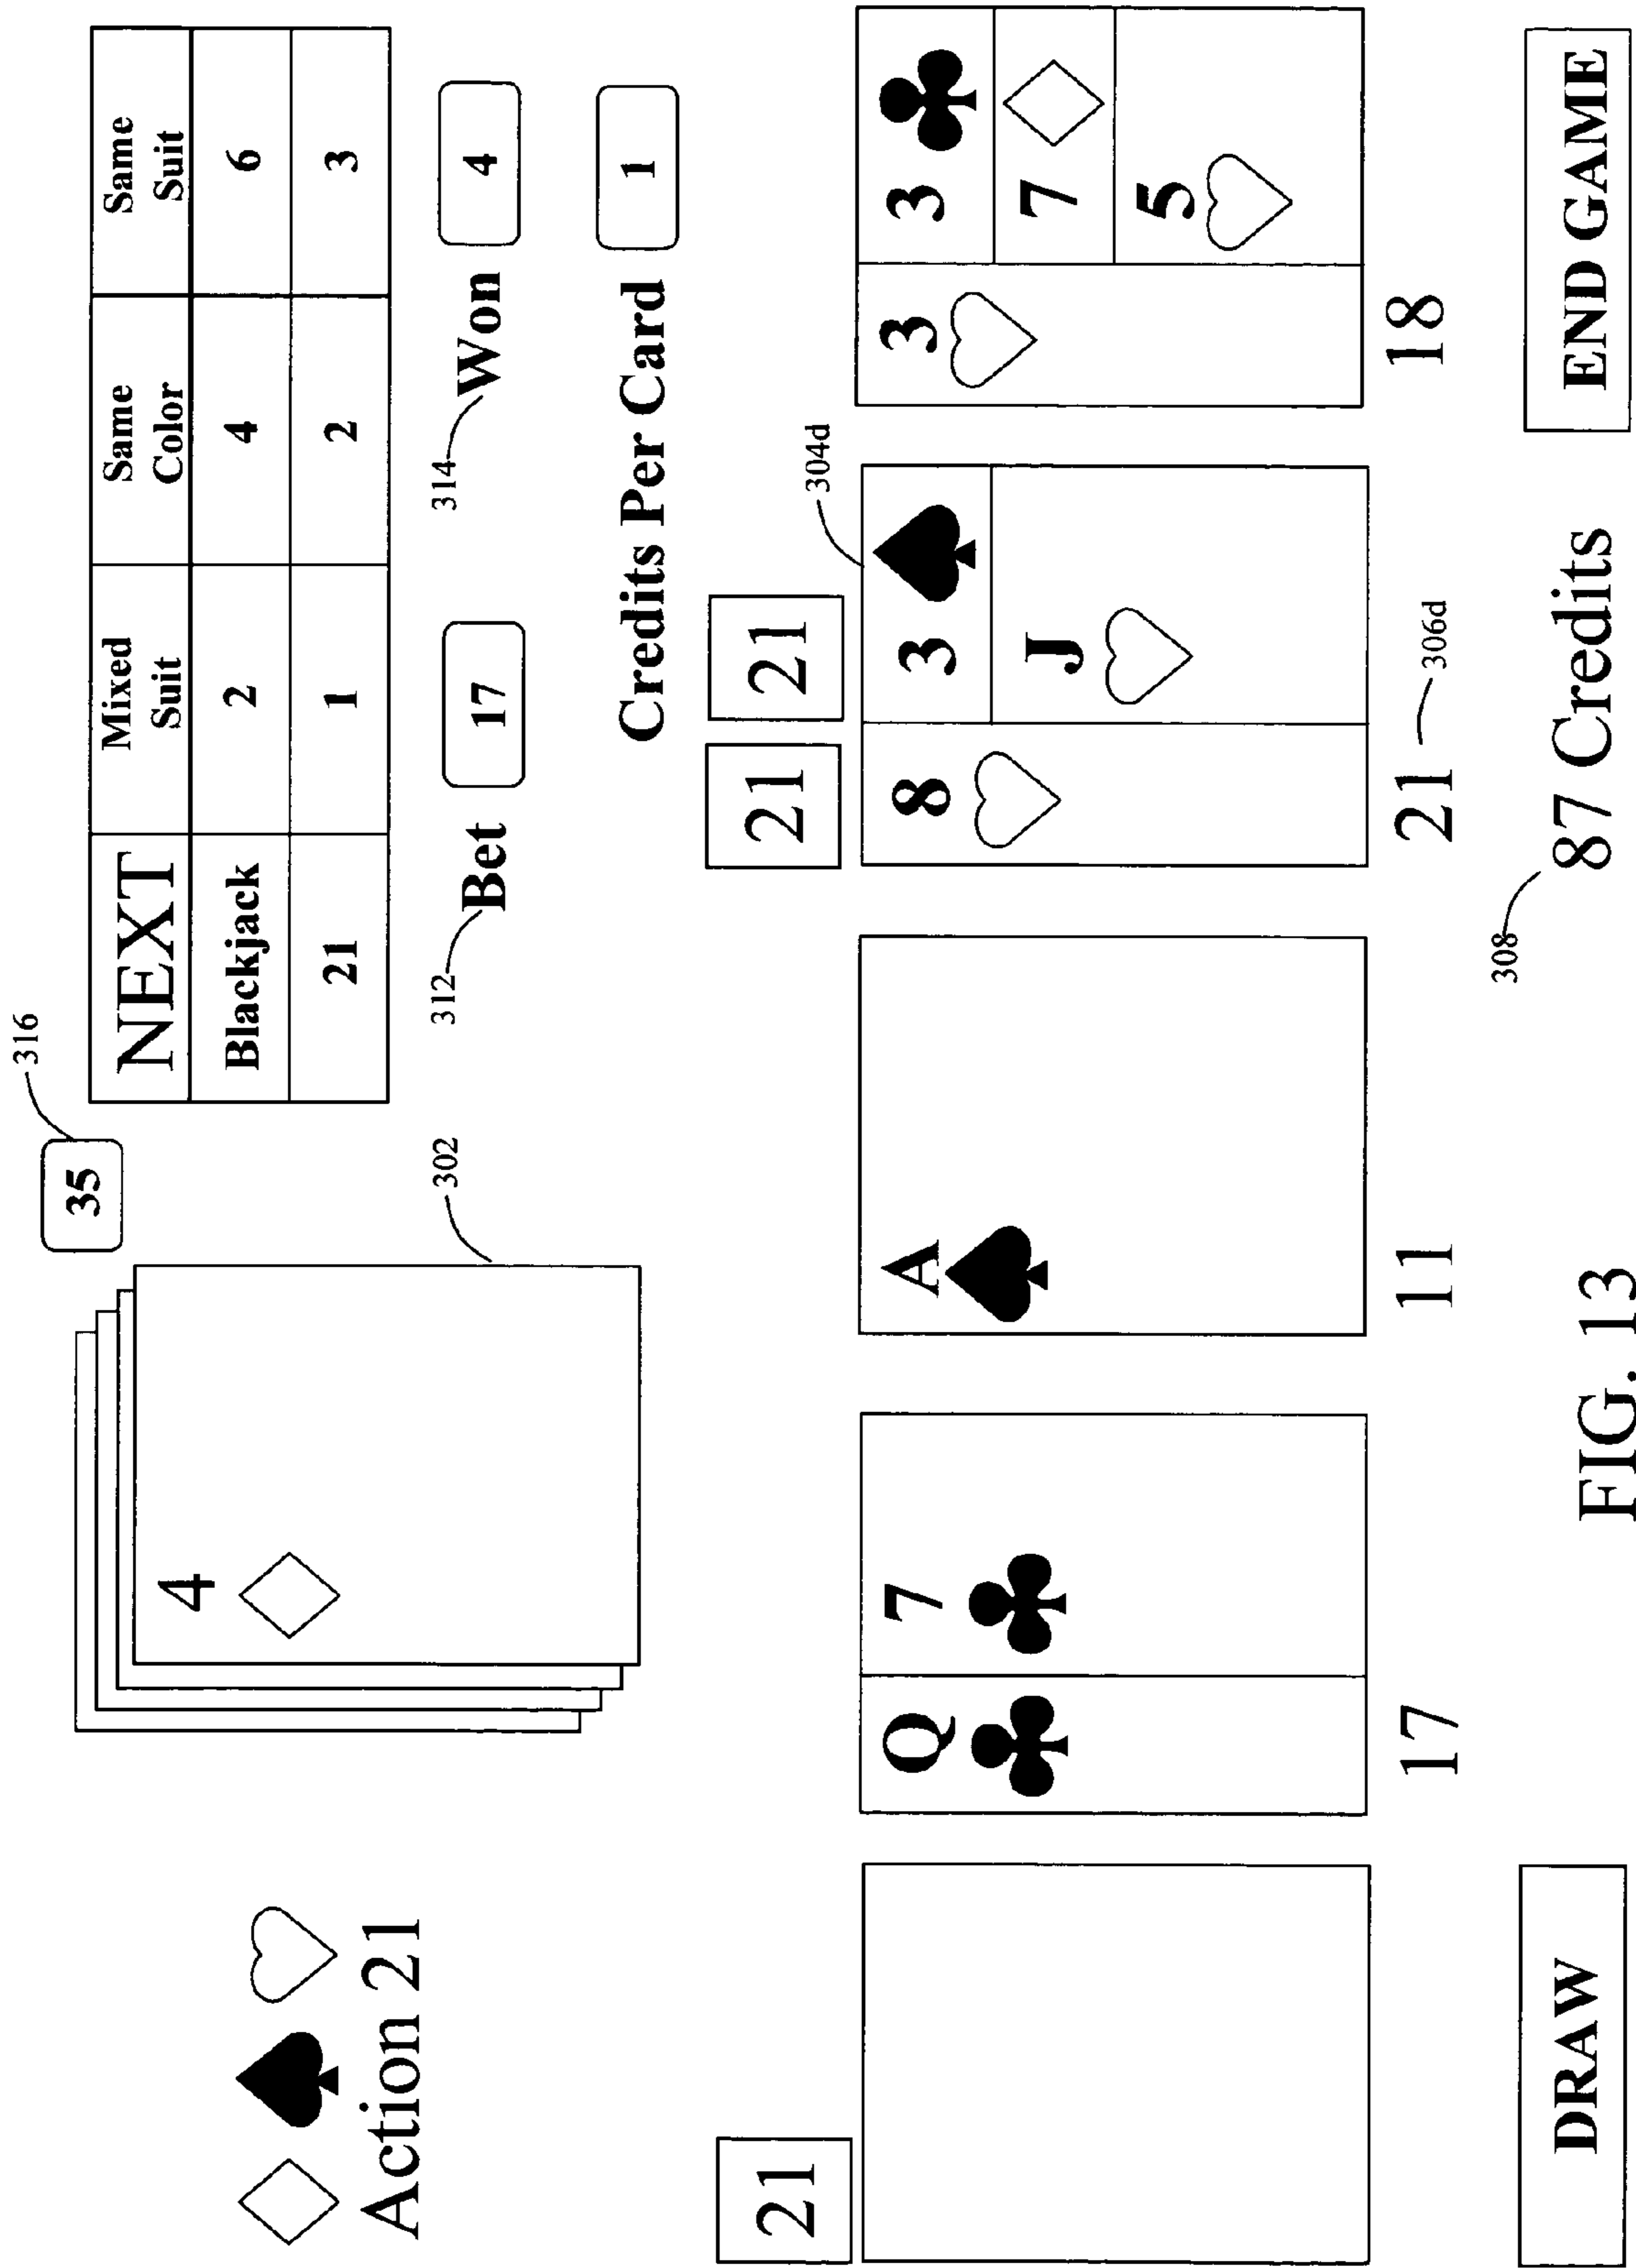 316
35
NEXT Mixed Suit Same Color Same Suit
Blackjack 2 4 6
21 1 2 3
4
302
Action 21
312 Bet 17 314 Won 4
Credits Per Card 1
21 21 21
304d
Q 7 A 8 3 J 3 3 7 5
17 11 21 18
306d
DRAW 308 87 Credits END GAME
FIG. 13